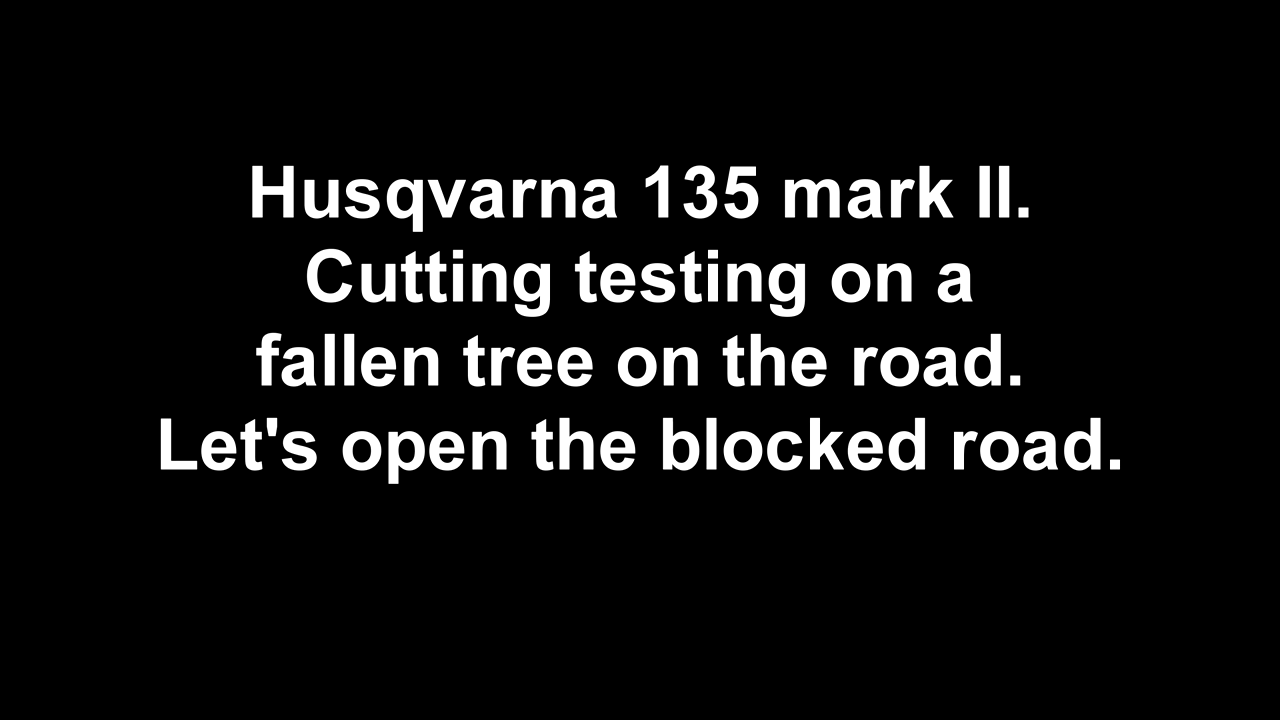 Husqvarna 135 mark II.
Cutting testing on a
fallen tree on the road.
Let's open the blocked road.